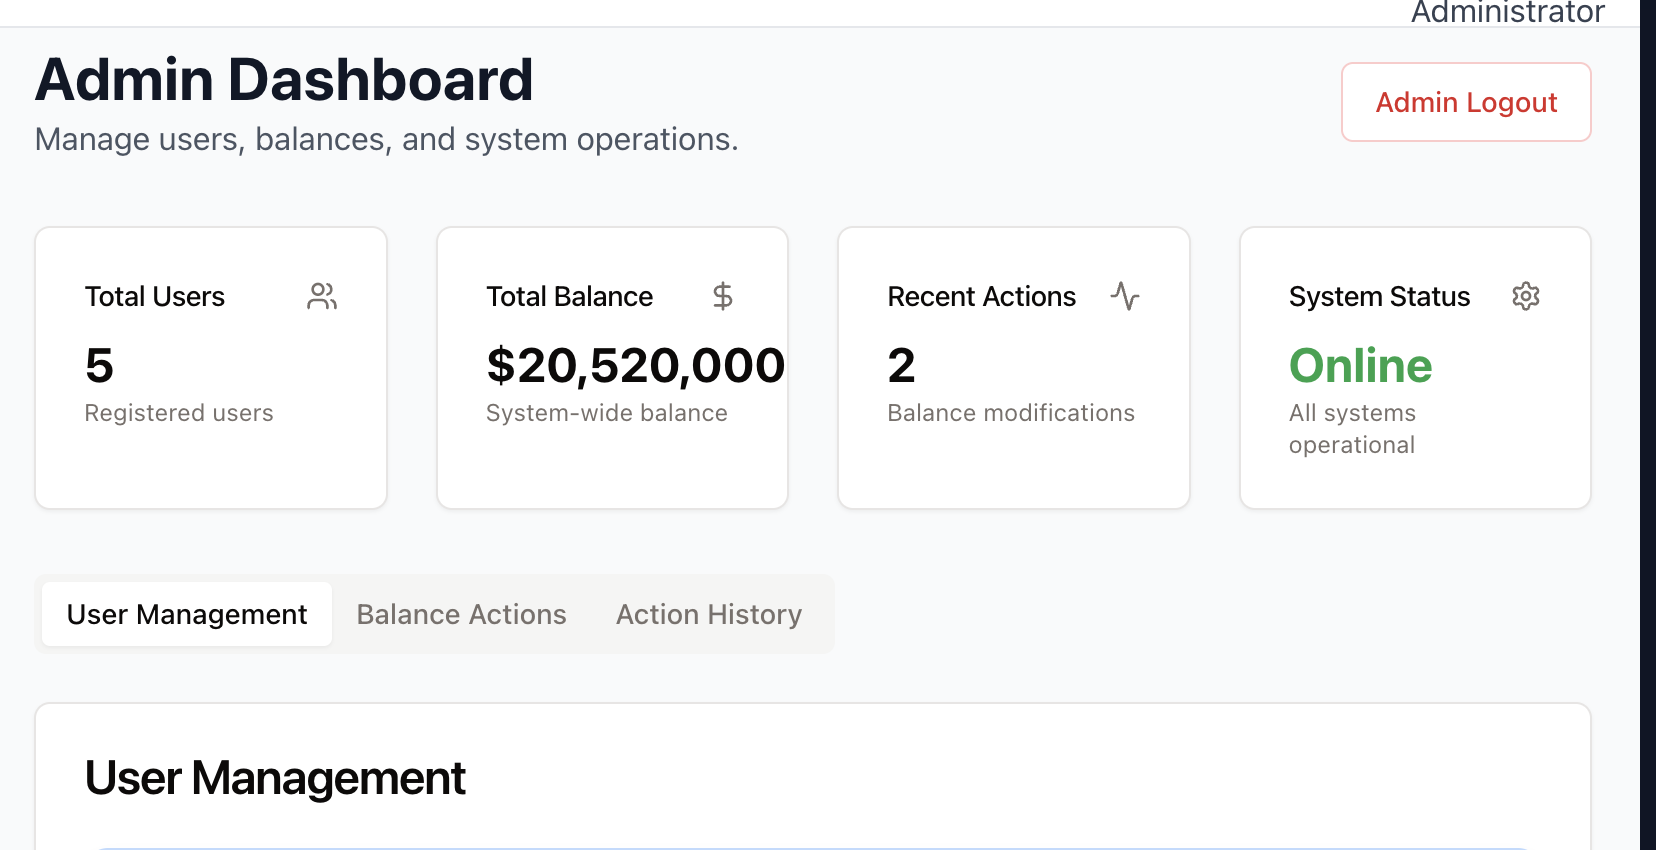 Administrator
Admin Dashboard
Manage users, balances, and system operations.
Admin Logout
Total Users
5
Registered users
Total Balance
$20,520,000
System-wide balance
Recent Actions
2
Balance modifications
System Status
Online
All systems
operational
User Management
Balance Actions
Action History
User Management